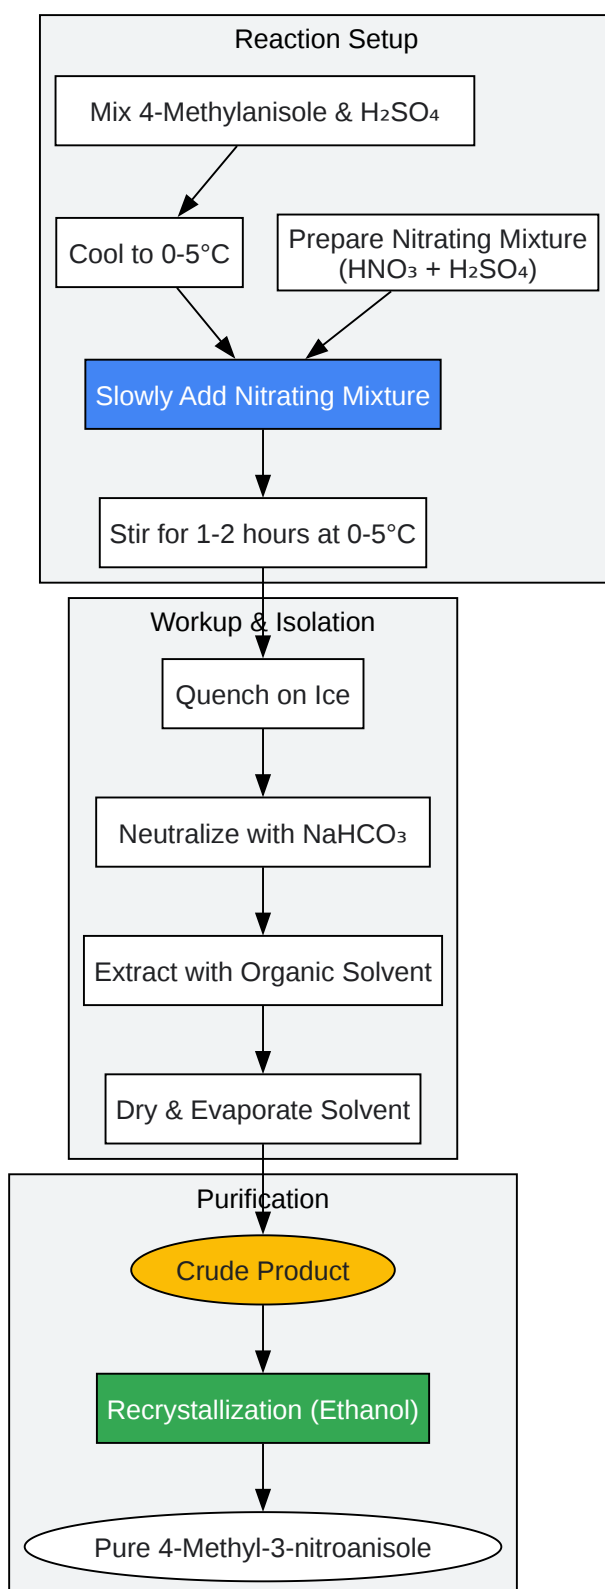 Reaction Setup
Mix 4-Methylanisole & H₂SO₄
Cool to 0-5°C
Prepare Nitrating Mixture
(HNO₃ + H₂SO₄)
Slowly Add Nitrating Mixture
Stir for 1-2 hours at 0-5°C
Workup & Isolation
Quench on Ice
Neutralize with NaHCO₃
Extract with Organic Solvent
Dry & Evaporate Solvent
Purification
Crude Product
Recrystallization (Ethanol)
Pure 4-Methyl-3-nitroanisole